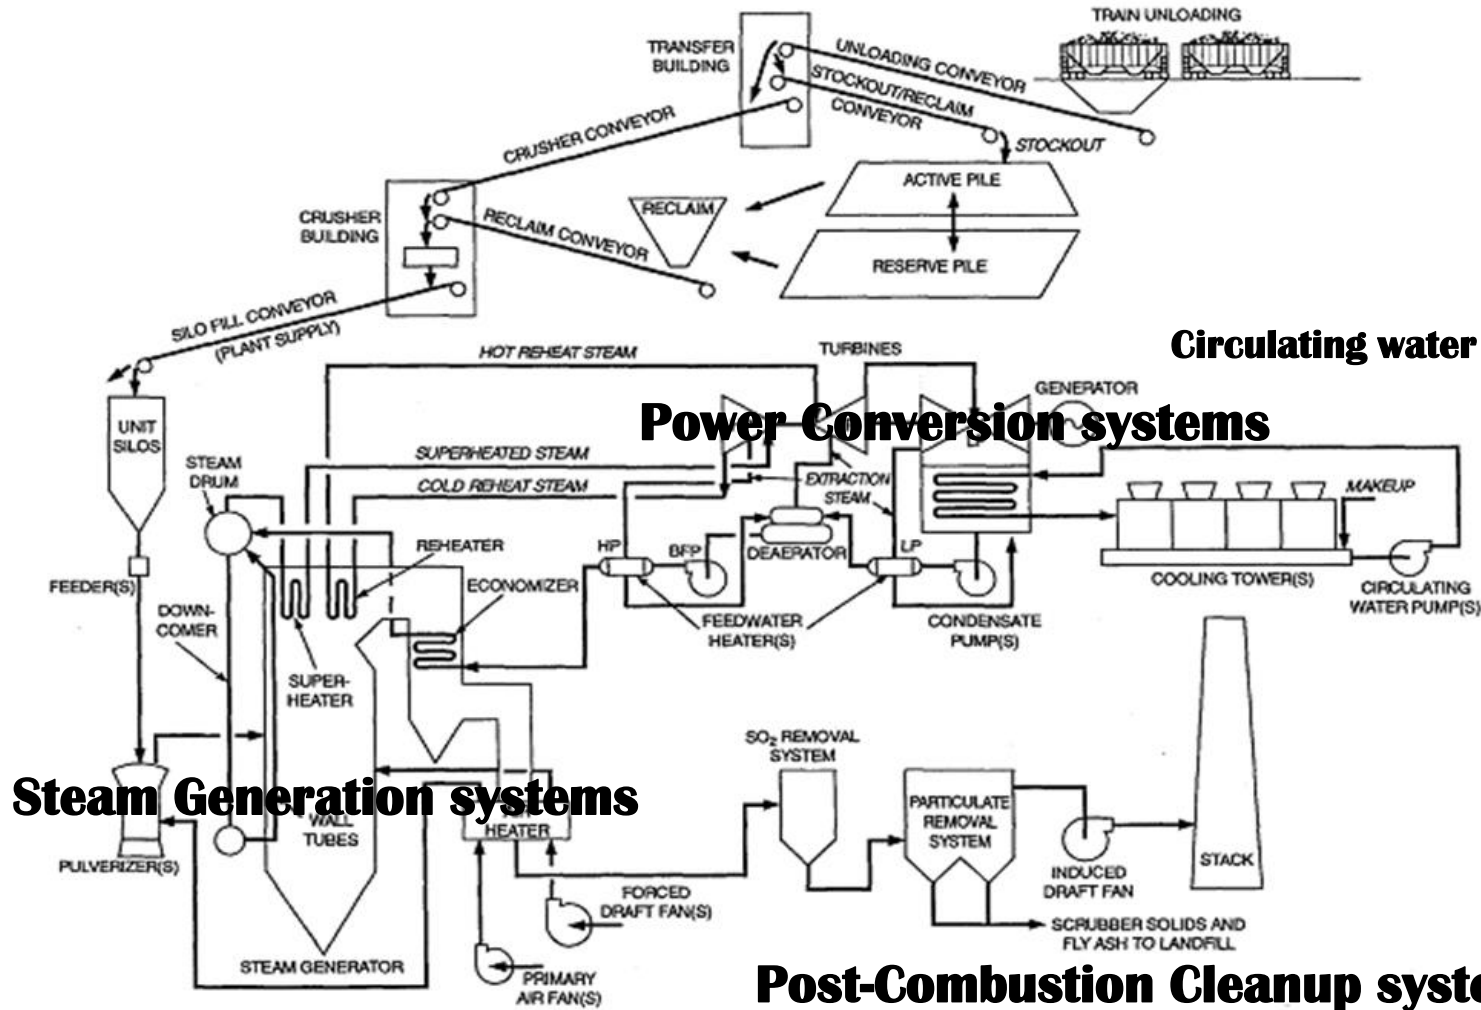 TRAIN UNLOADING
TRANSFER
BUILDING
UNLOADING CONVEYOR
STOCKOUT/RECLAIM
CONVEYOR
STOCKOUT
CRUSHER CONVEYOR
ACTIVE PILE
RECLAIM
CRUSHER
BUILDING
RECLAIM CONVEYOR
RESERVE PILE
SILO FILL CONVEYOR
(PLANT SUPPLY)
Circulating water
HOT REHEAT STEAM
TURBINES
GENERATOR
UNIT
SILOS
Power Conversion systems
STEAM
DRUM
SUPERHEATED STEAM
COLD REHEAT STEAM
EXTRACTION
STEAM
MAKEUP
REHEATER
HP
BFP
DEAERATOR
LP
ECONOMIZER
FEEDER(S)
COOLING TOWER(S)
CIRCULATING
WATER PUMP(S)
DOWN-
COMER
FEEDWATER
HEATER(S)
CONDENSATE
PUMP(S)
SUPER-
HEATER
SO₂ REMOVAL
SYSTEM
Steam Generation systems
WALL
TUBES
HEATER
PARTICULATE
REMOVAL
SYSTEM
PULVERIZER(S)
STACK
INDUCED
DRAFT FAN
FORCED
DRAFT FAN(S)
SCRUBBER SOLIDS AND
FLY ASH TO LANDFILL
STEAM GENERATOR
PRIMARY
AIR FAN(S)
Post-Combustion Cleanup syste